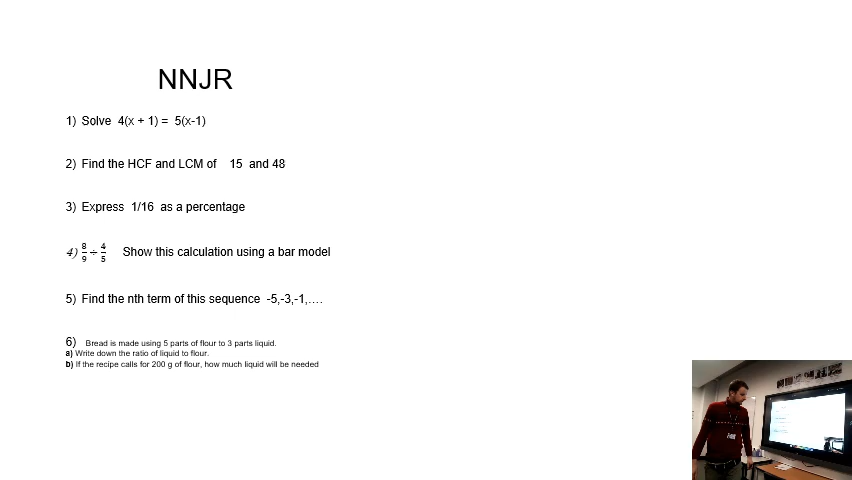 NNJR
1) Solve 4(x + 1) = 5(x-1)
2) Find the HCF and LCM of 15 and 48
3) Express 1/16 as a percentage
4) 8/9 ÷ 4/5 Show this calculation using a bar model
5) Find the nth term of this sequence -5,-3,-1,….
6) Bread is made using 5 parts of flour to 3 parts liquid.
a) Write down the ratio of liquid to flour.
b) If the recipe calls for 200 g of flour, how much liquid will be needed